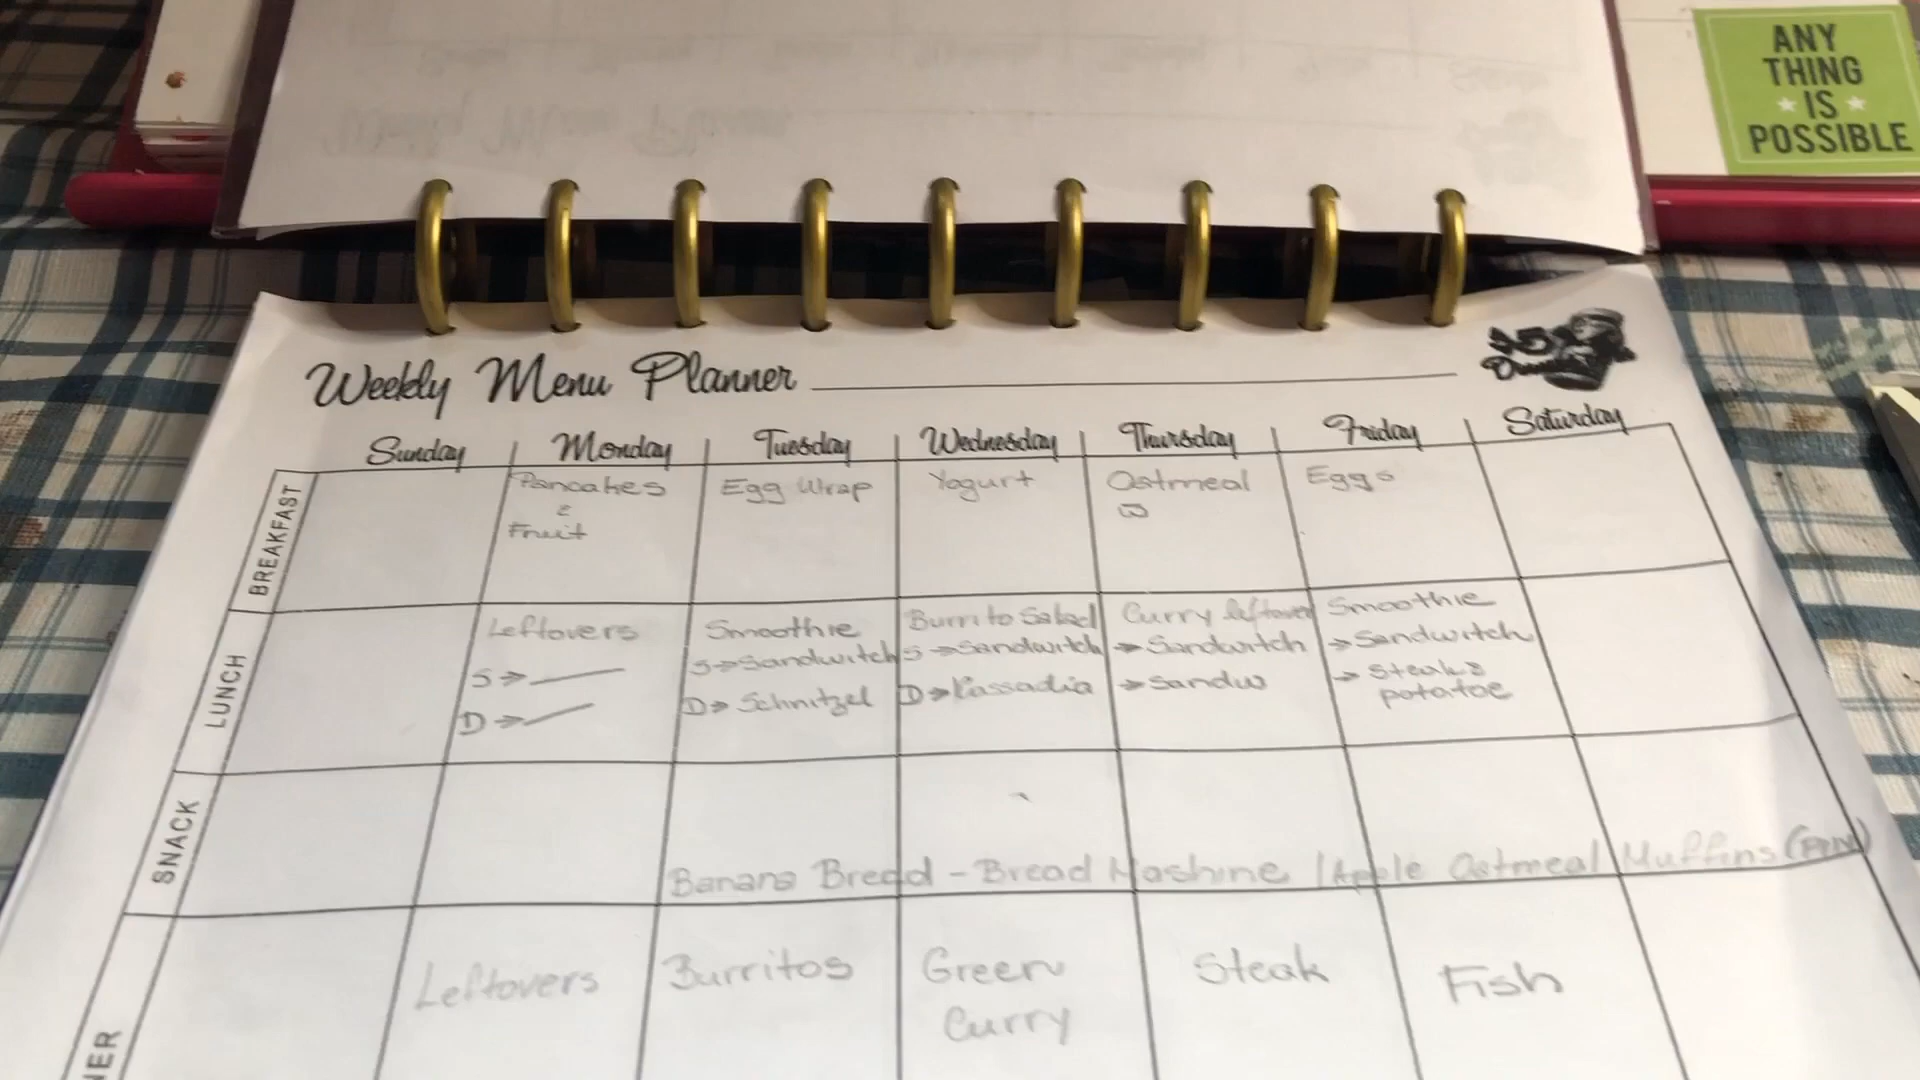 ANY
THING
IS
POSSIBLE
Weekly Menu Planner
$5
Sunday Monday Tuesday Wednesday Thursday Friday Saturday
BREAKFAST
Pancakes
&
Fruit
Egg Wrap
Yogurt
Oatmeal
Eggs
LUNCH
Leftovers
S→
D→
Smoothie
S→Sandwitch
D→Schnitzel
Burrito Salad
S→Sandwitch
D→Kassadia
Curry leftover
→Sandwitch
→Sandw
Smoothie
→Sandwitch
→Steak &
potatoe
SNACK
Banana Bread - Bread Mashine / Apple Oatmeal Muffins
NER
Leftovers
Burritos
Green
Curry
Steak
Fish